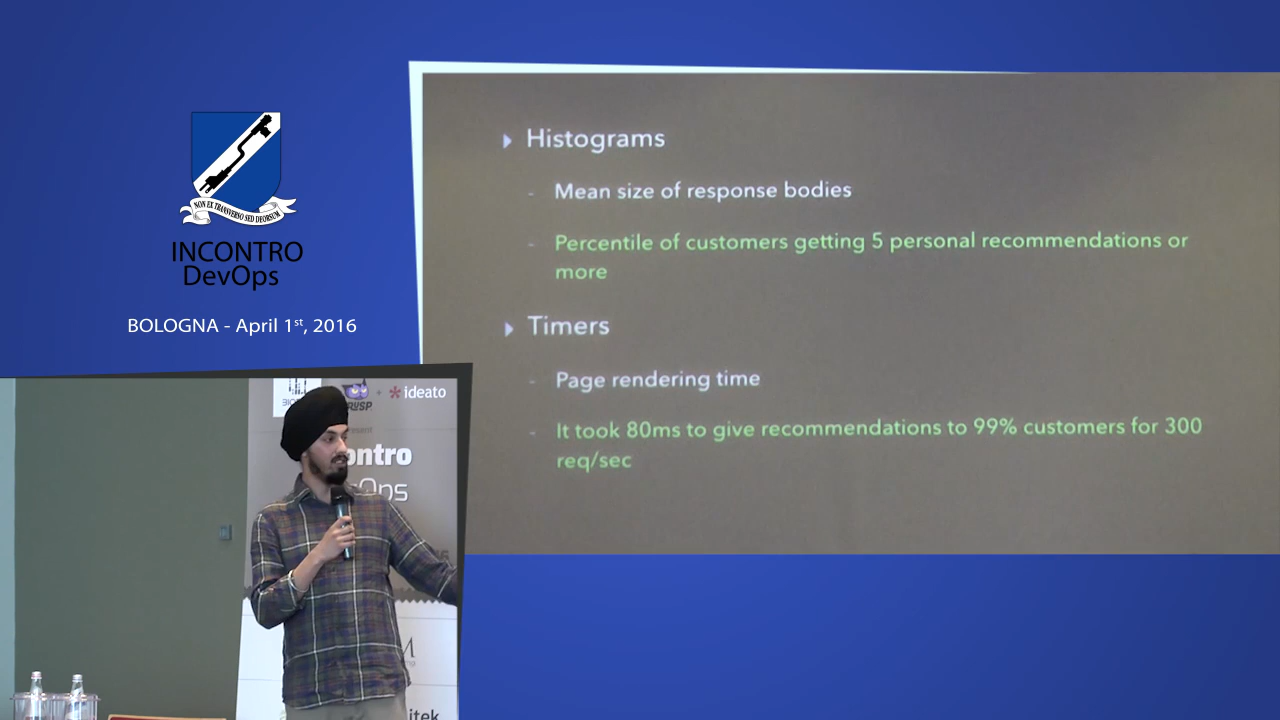 NON EX TRANSVERSO SED DEORSUM
INCONTRO
DevOps
BOLOGNA - April 1st, 2016
Histograms
- Mean size of response bodies
- Percentile of customers getting 5 personal recommendations or
more
Timers
- Page rendering time
- It took 80ms to give recommendations to 99% customers for 300
req/sec
ideato
ontro
Ops